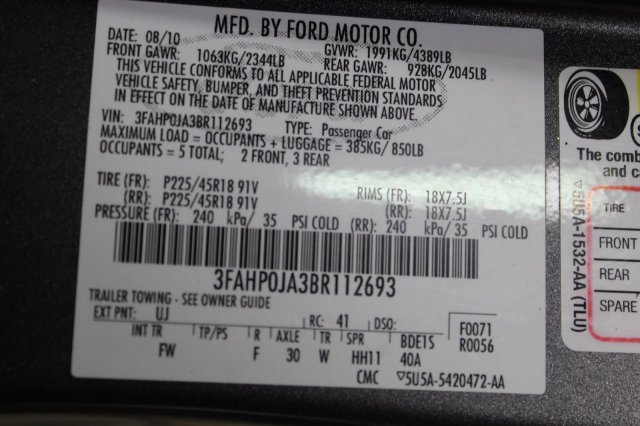 MFD. BY FORD MOTOR CO.
DATE: 08/10 GVWR: 1991KG/4389LB
FRONT GAWR: 1063KG/2344LB REAR GAWR: 928KG/2045LB
THIS VEHICLE CONFORMS TO ALL APPLICABLE FEDERAL MOTOR
VEHICLE SAFETY, BUMPER, AND THEFT PREVENTION STANDARDS
IN EFFECT ON THE DATE OF MANUFACTURE SHOWN ABOVE.
VIN: 3FAHP0JA3BR112693 TYPE: Passenger Car
MAXIMUM LOAD = OCCUPANTS + LUGGAGE = 385KG/850LB
OCCUPANTS = 5 TOTAL; 2 FRONT, 3 REAR
TIRE (FR): P225/45R18 91V RIMS (FR): 18X7.5J
(RR): P225/45R18 91V (RR): 18X7.5J
PRESSURE (FR): 240 kPa/ 35 PSI COLD (RR): 240 kPa/ 35 PSI COLD
3FAHP0JA3BR112693
TRAILER TOWING - SEE OWNER GUIDE
EXT PNT: UJ RC: 41 DSO: F0071
INT TR TP/PS R AXLE TR SPR BDE1S R0056
FW F 30 W HH11 40A
CMC ▽5U5A-5420472-AA
The comb
and ca
TIRE
FRONT
REAR
SPARE
▽5U5A-1532-AA (TLU)